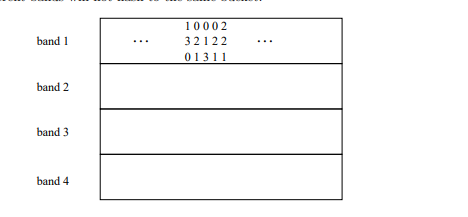 1 0 0 0 2
band 1 ... 3 2 1 2 2 ...
0 1 3 1 1
band 2
band 3
band 4